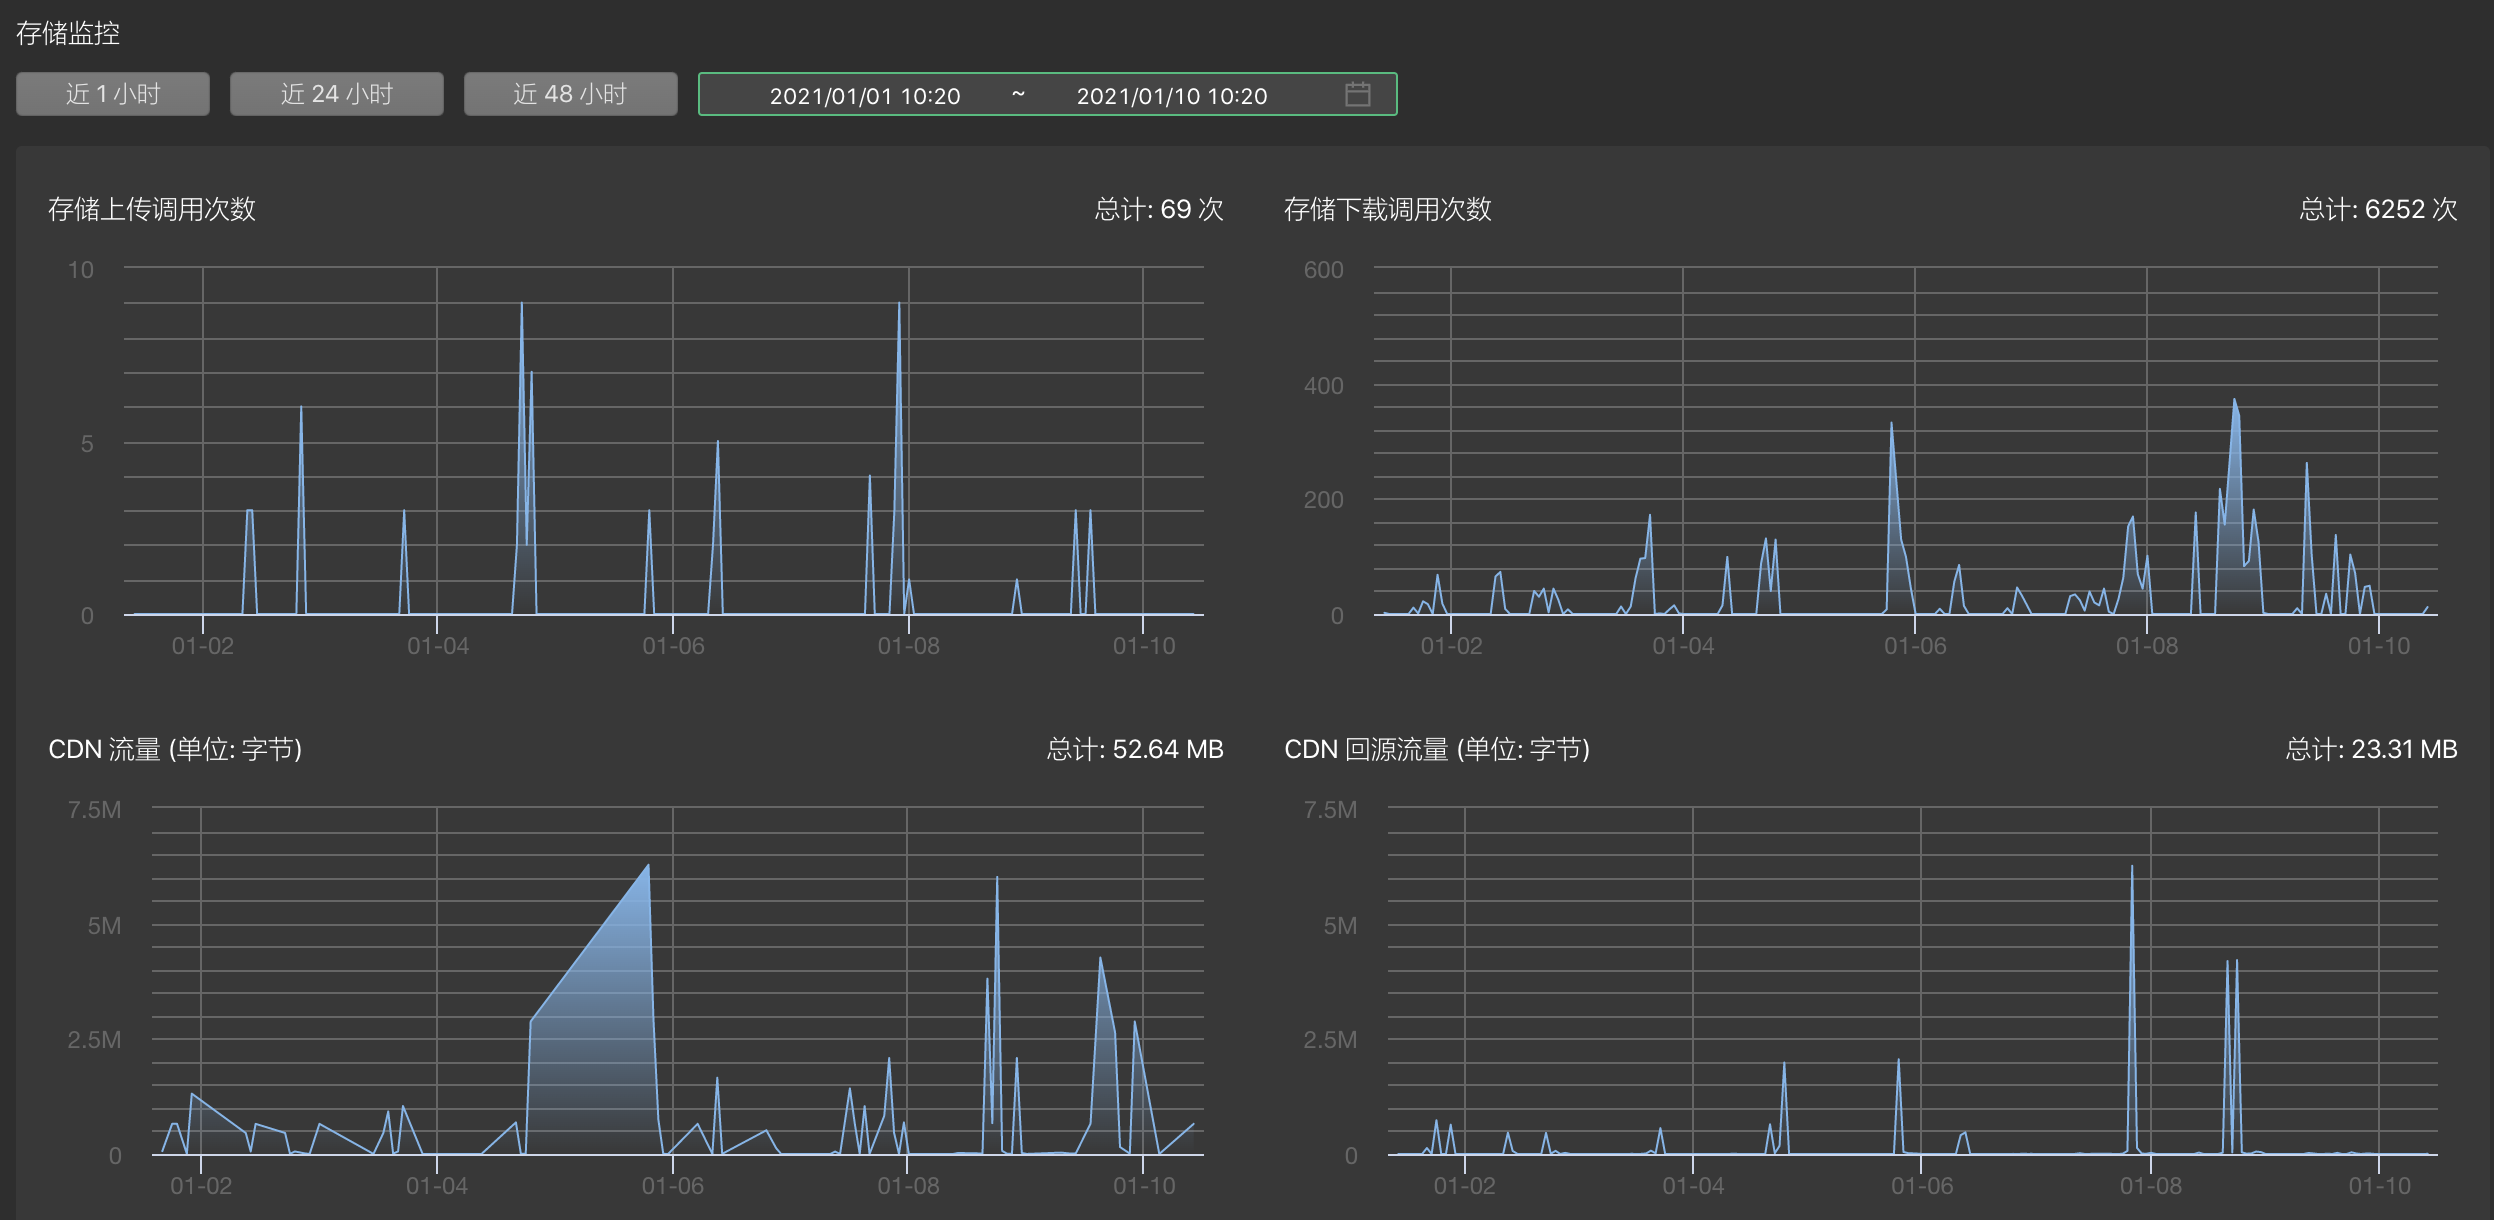 存储监控
近 1 小时 近 24 小时 近 48 小时 2021/01/01 10:20 ~ 2021/01/10 10:20
存储上传调用次数 总计: 69 次
10
5
0
01-02 01-04 01-06 01-08 01-10
存储下载调用次数 总计: 6252 次
600
400
200
0
01-02 01-04 01-06 01-08 01-10
CDN 流量 (单位: 字节) 总计: 52.64 MB
7.5M
5M
2.5M
0
01-02 01-04 01-06 01-08 01-10
CDN 回源流量 (单位: 字节) 总计: 23.31 MB
7.5M
5M
2.5M
0
01-02 01-04 01-06 01-08 01-10